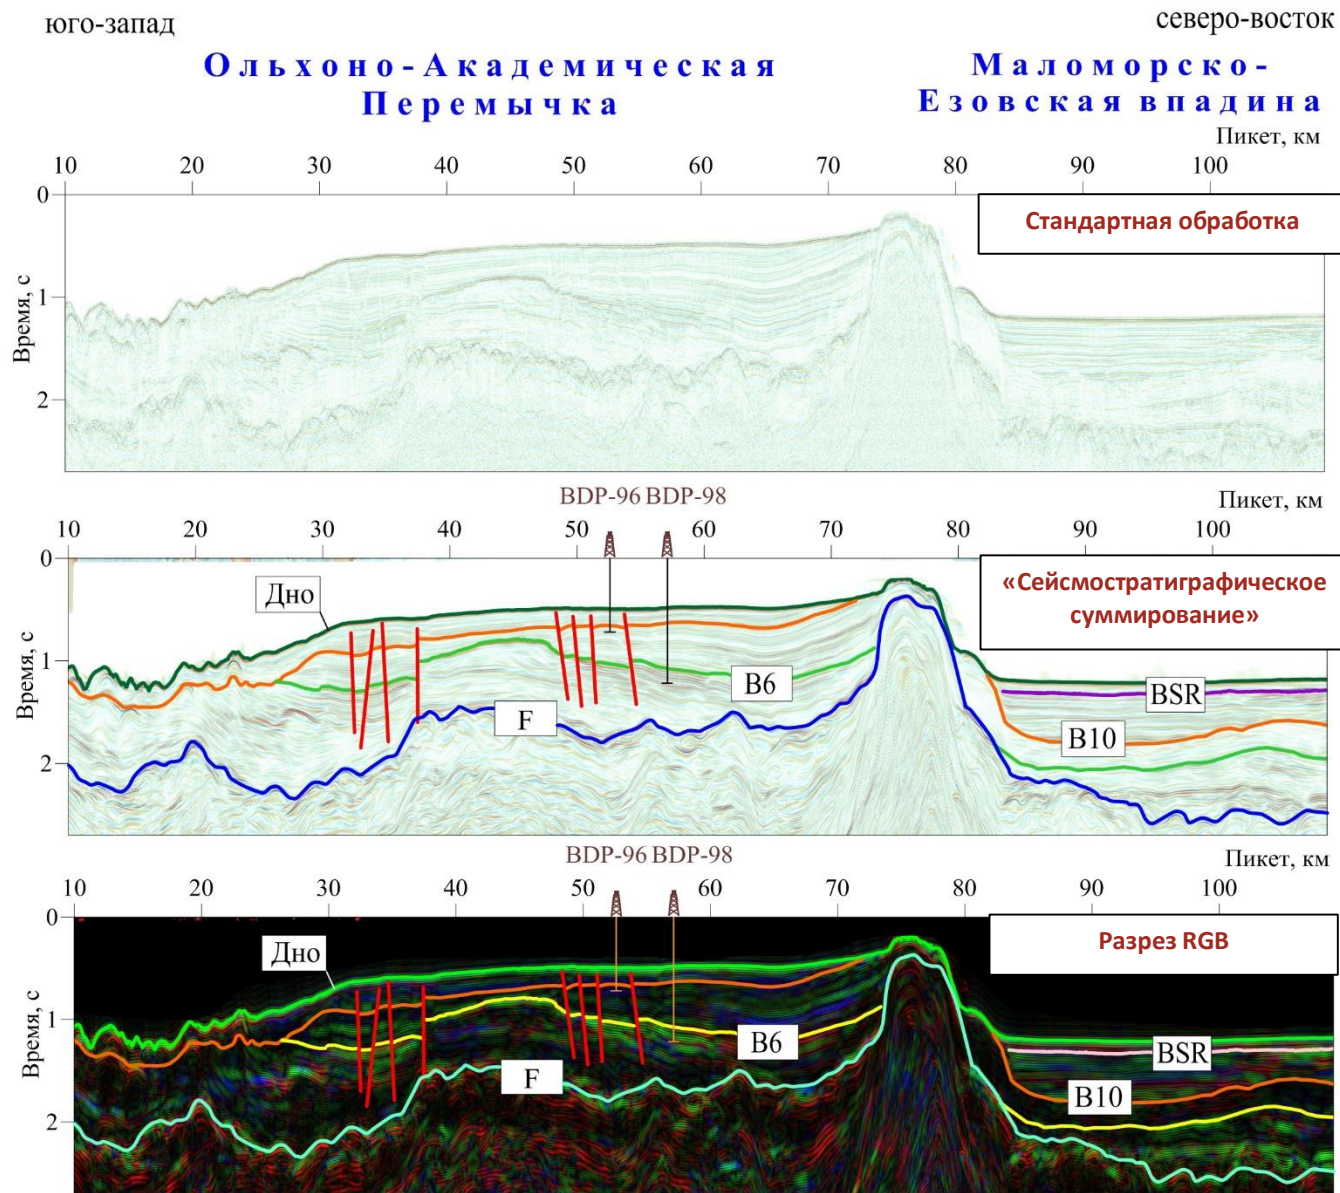 юго-запад
северо-восток
Ольхоно-Академическая
Перемычка
Маломорско-
Езовская впадина
Пикет, км
10 20 30 40 50 60 70 80 90 100
Стандартная обработка
Время, с
0
1
2
BDP-96 BDP-98
Пикет, км
10 20 30 40 50 60 70 80 90 100
«Сейсмостратиграфическое
суммирование»
Время, с
0
1
2
Дно
F
B6
BSR
B10
BDP-96 BDP-98
Пикет, км
10 20 30 40 50 60 70 80 90 100
Разрез RGB
Время, с
0
1
2
Дно
F
B6
BSR
B10